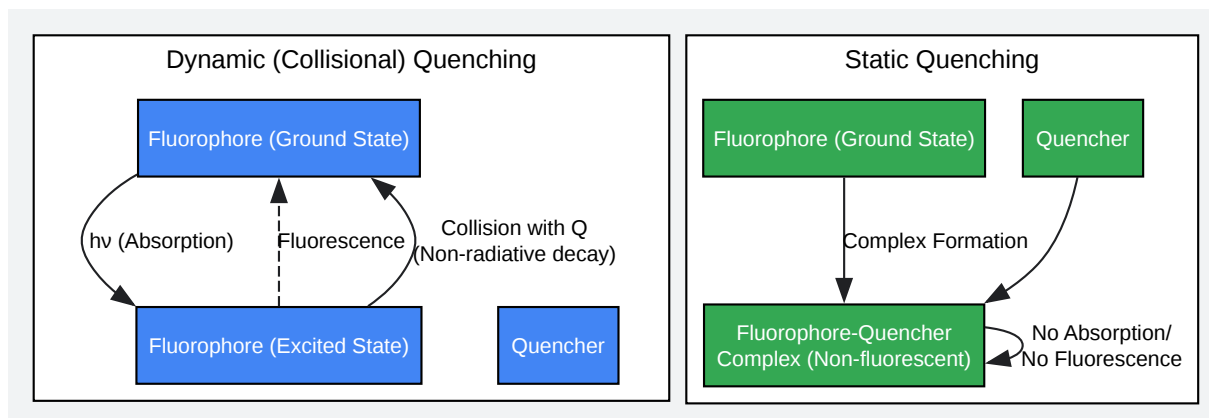 Dynamic (Collisional) Quenching
Fluorophore (Ground State)
hν (Absorption)
Fluorescence
Collision with Q
(Non-radiative decay)
Fluorophore (Excited State)
Quencher
Static Quenching
Fluorophore (Ground State)
Quencher
Complex Formation
Fluorophore-Quencher
Complex (Non-fluorescent)
No Absorption/
No Fluorescence